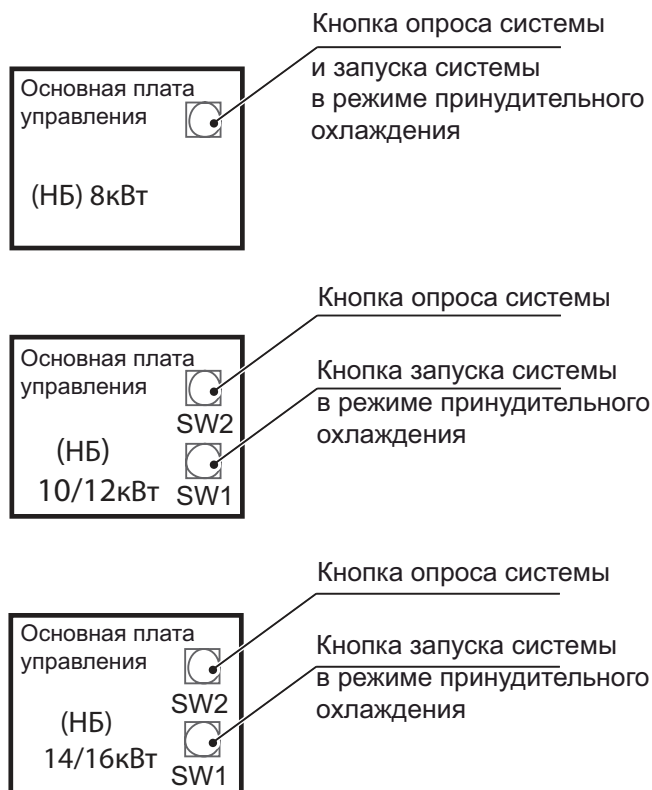 Кнопка опроса системы
и запуска системы
в режиме принудительного
охлаждения
Основная плата
управления
(НБ) 8кВт
Кнопка опроса системы
Кнопка запуска системы
в режиме принудительного
охлаждения
Основная плата
управления
SW2
(НБ)
10/12кВт
SW1
Кнопка опроса системы
Кнопка запуска системы
в режиме принудительного
охлаждения
Основная плата
управления
SW2
(НБ)
14/16кВт
SW1